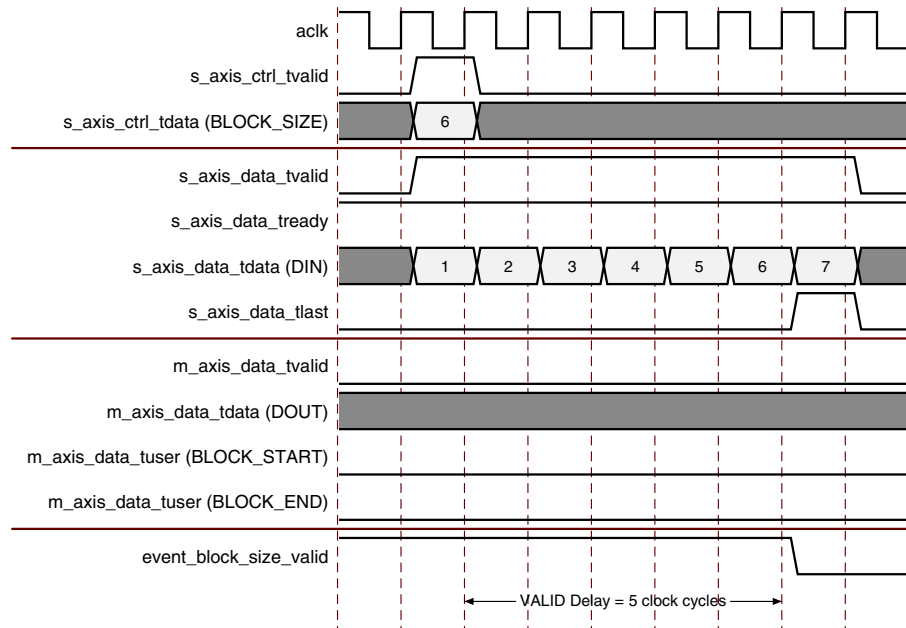 aclk
s_axis_ctrl_tvalid
s_axis_ctrl_tdata (BLOCK_SIZE) 6
s_axis_data_tvalid
s_axis_data_tready
s_axis_data_tdata (DIN) 1 2 3 4 5 6 7
s_axis_data_tlast
m_axis_data_tvalid
m_axis_data_tdata (DOUT)
m_axis_data_tuser (BLOCK_START)
m_axis_data_tuser (BLOCK_END)
event_block_size_valid
VALID Delay = 5 clock cycles